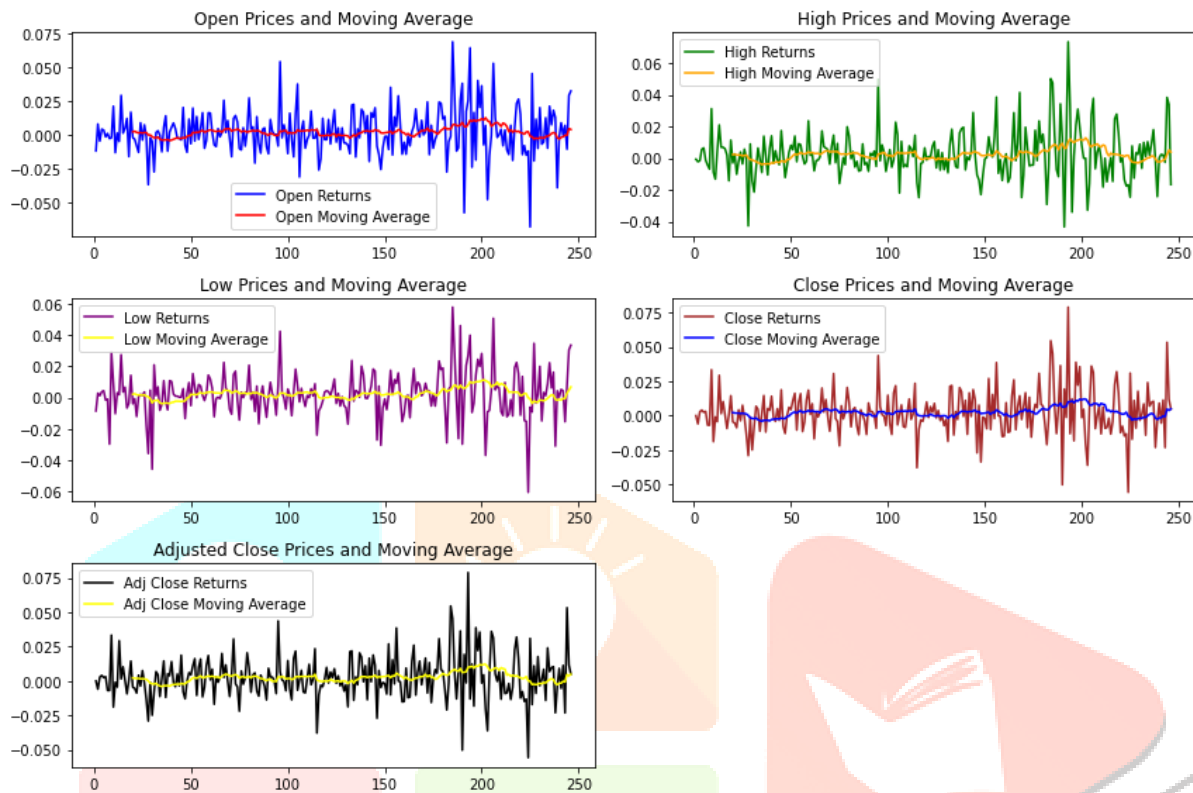 Open Prices and Moving Average
0.075
0.050
0.025
0.000
−0.025
−0.050
Open Returns
Open Moving Average
0 50 100 150 200 250
High Prices and Moving Average
High Returns
High Moving Average
0.06
0.04
0.02
0.00
−0.02
−0.04
0 50 100 150 200 250
Low Prices and Moving Average
Low Returns
Low Moving Average
0.06
0.04
0.02
0.00
−0.02
−0.04
−0.06
0 50 100 150 200 250
Close Prices and Moving Average
Close Returns
Close Moving Average
0.075
0.050
0.025
0.000
−0.025
−0.050
0 50 100 150 200 250
Adjusted Close Prices and Moving Average
Adj Close Returns
Adj Close Moving Average
0.075
0.050
0.025
0.000
−0.025
−0.050
0 50 100 150 200 250